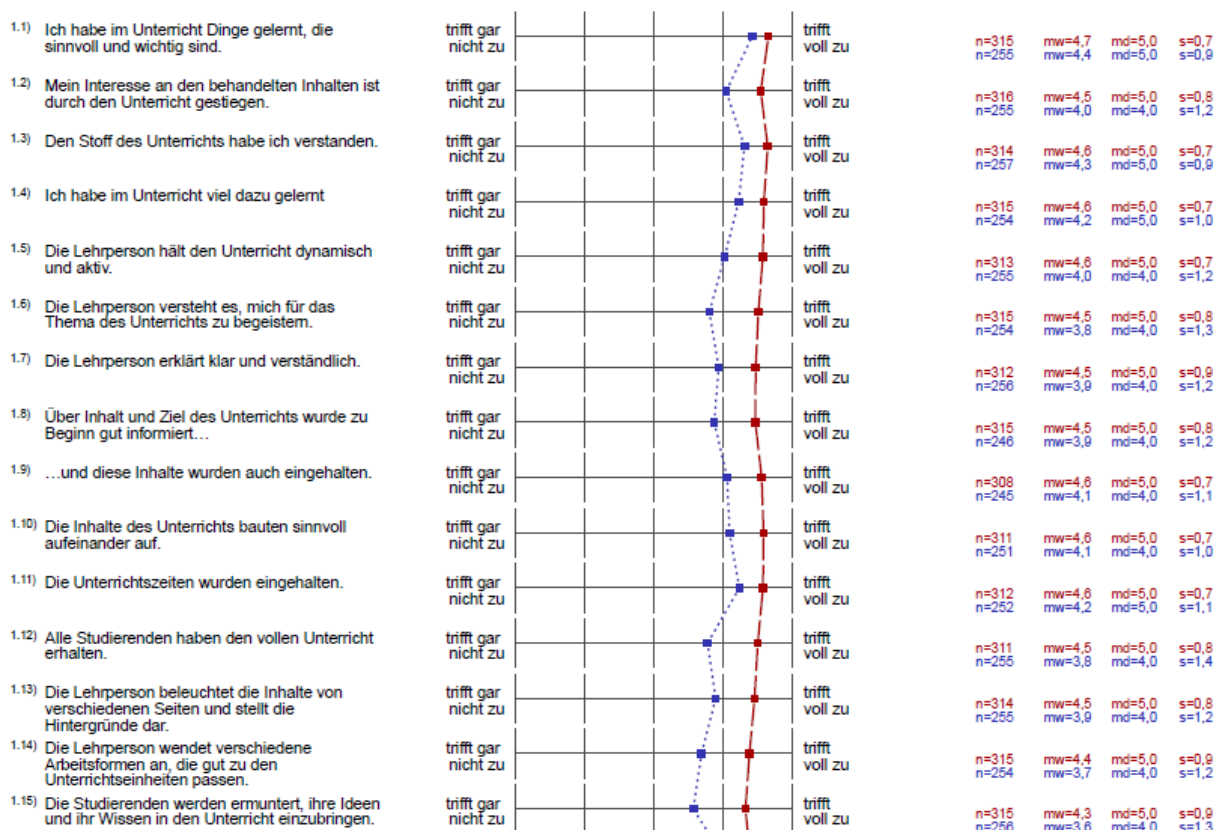 1.1) Ich habe im Unterricht Dinge gelernt, die
sinnvoll und wichtig sind.
trifft gar
nicht zu
trifft
voll zu
n=315 mw=4,7 md=5,0 s=0,7
n=255 mw=4,4 md=5,0 s=0,9
1.2) Mein Interesse an den behandelten Inhalten ist
durch den Unterricht gestiegen.
trifft gar
nicht zu
trifft
voll zu
n=316 mw=4,5 md=5,0 s=0,8
n=255 mw=4,0 md=4,0 s=1,2
1.3) Den Stoff des Unterrichts habe ich verstanden.
trifft gar
nicht zu
trifft
voll zu
n=314 mw=4,6 md=5,0 s=0,7
n=257 mw=4,3 md=5,0 s=0,9
1.4) Ich habe im Unterricht viel dazu gelernt
trifft gar
nicht zu
trifft
voll zu
n=315 mw=4,6 md=5,0 s=0,7
n=254 mw=4,2 md=5,0 s=1,0
1.5) Die Lehrperson hält den Unterricht dynamisch
und aktiv.
trifft gar
nicht zu
trifft
voll zu
n=313 mw=4,6 md=5,0 s=0,7
n=255 mw=4,0 md=4,0 s=1,2
1.6) Die Lehrperson versteht es, mich für das
Thema des Unterrichts zu begeistern.
trifft gar
nicht zu
trifft
voll zu
n=315 mw=4,5 md=5,0 s=0,8
n=254 mw=3,8 md=4,0 s=1,3
1.7) Die Lehrperson erklärt klar und verständlich.
trifft gar
nicht zu
trifft
voll zu
n=312 mw=4,5 md=5,0 s=0,9
n=256 mw=3,9 md=4,0 s=1,2
1.8) Über Inhalt und Ziel des Unterrichts wurde zu
Beginn gut informiert…
trifft gar
nicht zu
trifft
voll zu
n=315 mw=4,5 md=5,0 s=0,8
n=246 mw=3,9 md=4,0 s=1,2
1.9) …und diese Inhalte wurden auch eingehalten.
trifft gar
nicht zu
trifft
voll zu
n=308 mw=4,6 md=5,0 s=0,7
n=245 mw=4,1 md=4,0 s=1,1
1.10) Die Inhalte des Unterrichts bauten sinnvoll
aufeinander auf.
trifft gar
nicht zu
trifft
voll zu
n=311 mw=4,6 md=5,0 s=0,7
n=251 mw=4,1 md=4,0 s=1,0
1.11) Die Unterrichtszeiten wurden eingehalten.
trifft gar
nicht zu
trifft
voll zu
n=312 mw=4,6 md=5,0 s=0,7
n=252 mw=4,2 md=5,0 s=1,1
1.12) Alle Studierenden haben den vollen Unterricht
erhalten.
trifft gar
nicht zu
trifft
voll zu
n=311 mw=4,5 md=5,0 s=0,8
n=255 mw=3,8 md=4,0 s=1,4
1.13) Die Lehrperson beleuchtet die Inhalte von
verschiedenen Seiten und stellt die
Hintergründe dar.
trifft gar
nicht zu
trifft
voll zu
n=314 mw=4,5 md=5,0 s=0,8
n=255 mw=3,9 md=4,0 s=1,2
1.14) Die Lehrperson wendet verschiedene
Arbeitsformen an, die gut zu den
Unterrichtseinheiten passen.
trifft gar
nicht zu
trifft
voll zu
n=315 mw=4,4 md=5,0 s=0,9
n=254 mw=3,7 md=4,0 s=1,2
1.15) Die Studierenden werden ermuntert, ihre Ideen
und ihr Wissen in den Unterricht einzubringen.
trifft gar
nicht zu
trifft
voll zu
n=315 mw=4,3 md=5,0 s=0,9
n=256 mw=3,6 md=4,0 s=1,3